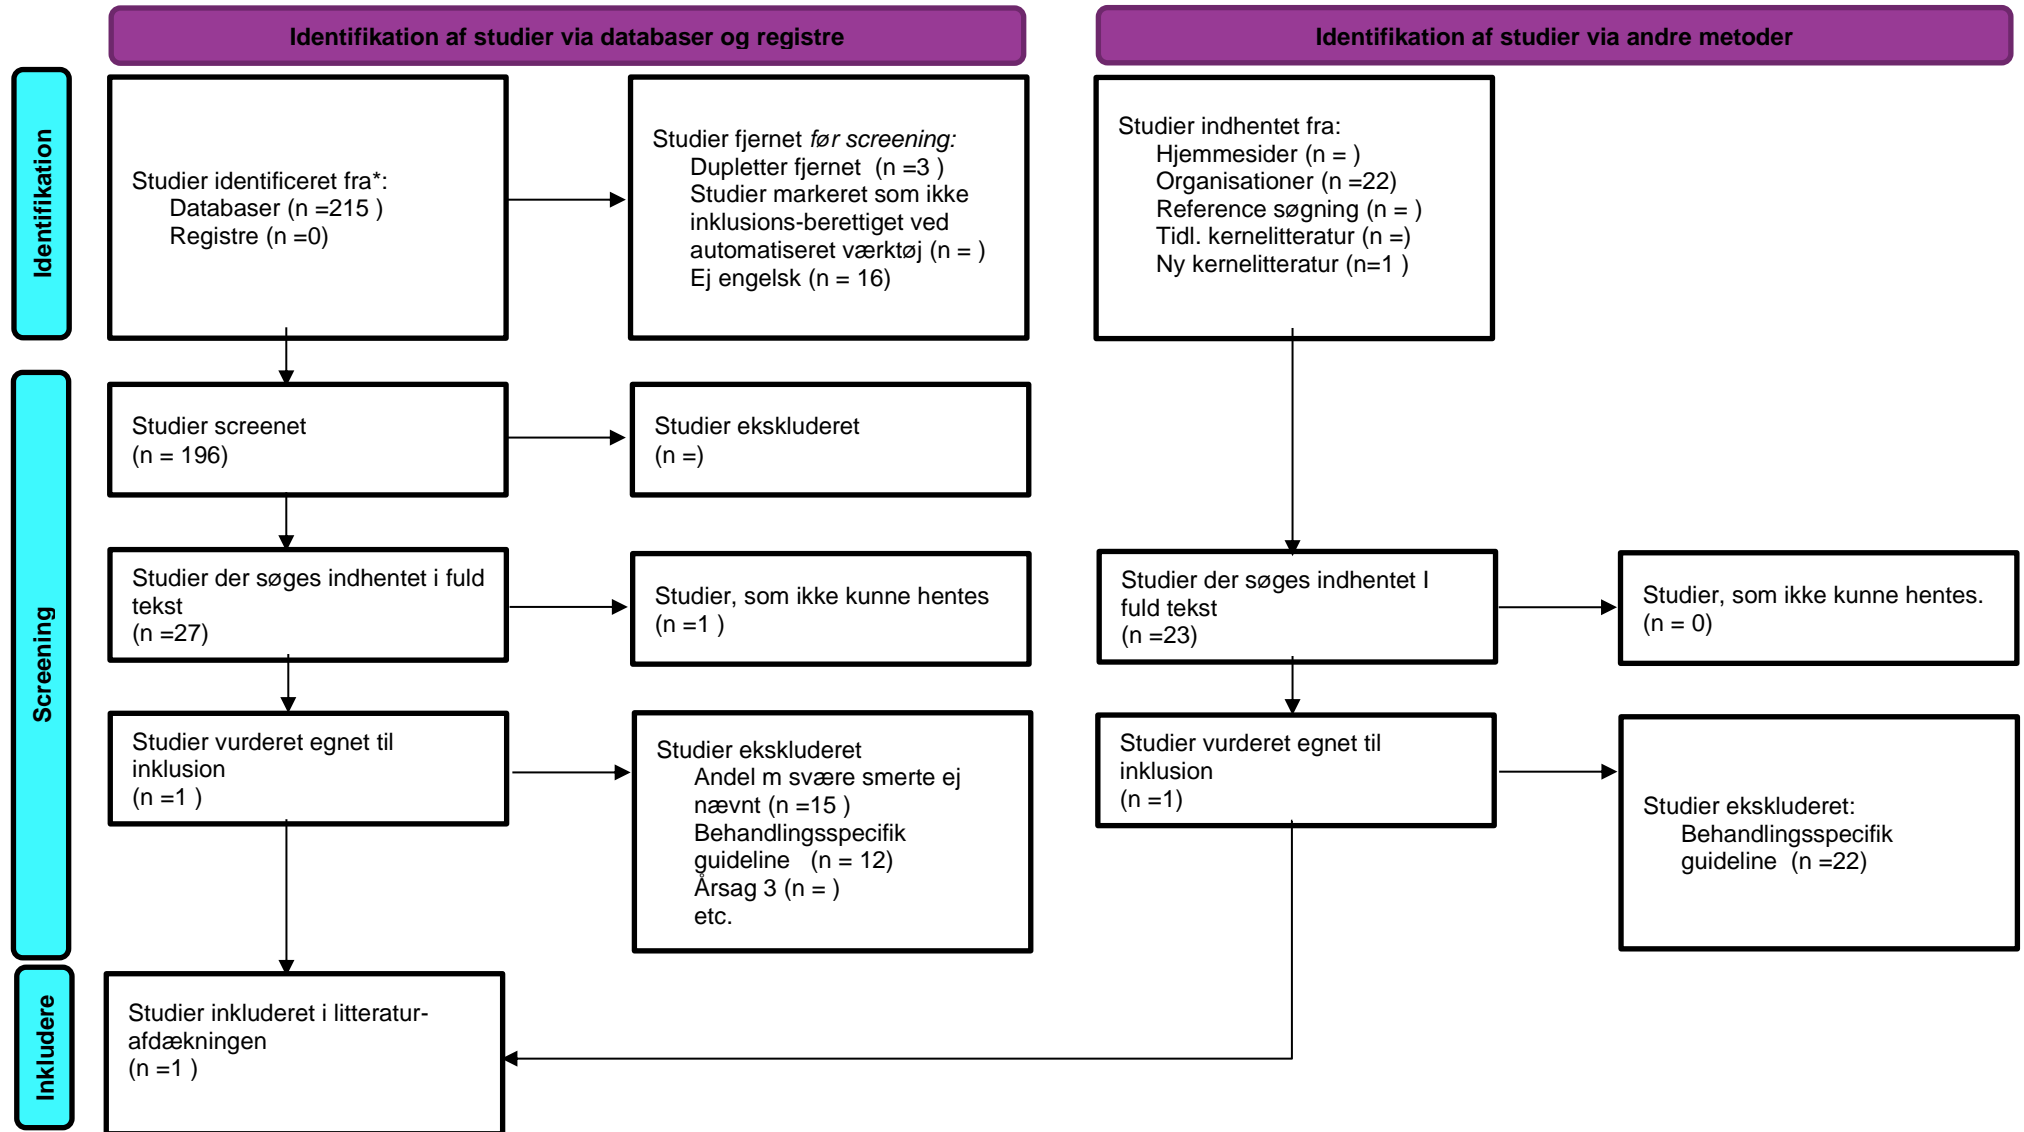 Identifikation af studier via databaser og registre
Identifikation af studier via andre metoder
Identifikation
Studier identificeret fra*:
Databaser (n =215 )
Registre (n =0)
Studier fjernet før screening:
Dupletter fjernet  (n =3 )
Studier markeret som ikke
inklusions-berettiget ved
automatiseret værktøj (n = )
Ej engelsk (n = 16)
Studier indhentet fra:
Hjemmesider (n = )
Organisationer (n =22)
Reference søgning (n = )
Tidl. kernelitteratur (n =)
Ny kernelitteratur (n=1 )
Screening
Studier screenet
(n = 196)
Studier ekskluderet
(n =)
Studier der søges indhentet i fuld
tekst
(n =27)
Studier, som ikke kunne hentes
(n =1 )
Studier der søges indhentet I
fuld tekst
(n =23)
Studier, som ikke kunne hentes.
(n = 0)
Studier vurderet egnet til
inklusion
(n =1 )
Studier ekskluderet
Andel m svære smerte ej
nævnt (n =15 )
Behandlingsspecifik
guideline   (n = 12)
Årsag 3 (n = )
etc.
Studier vurderet egnet til
inklusion
(n =1)
Studier ekskluderet:
Behandlingsspecifik
guideline  (n =22)
Inkludere
Studier inkluderet i litteratur-
afdækningen
(n =1 )